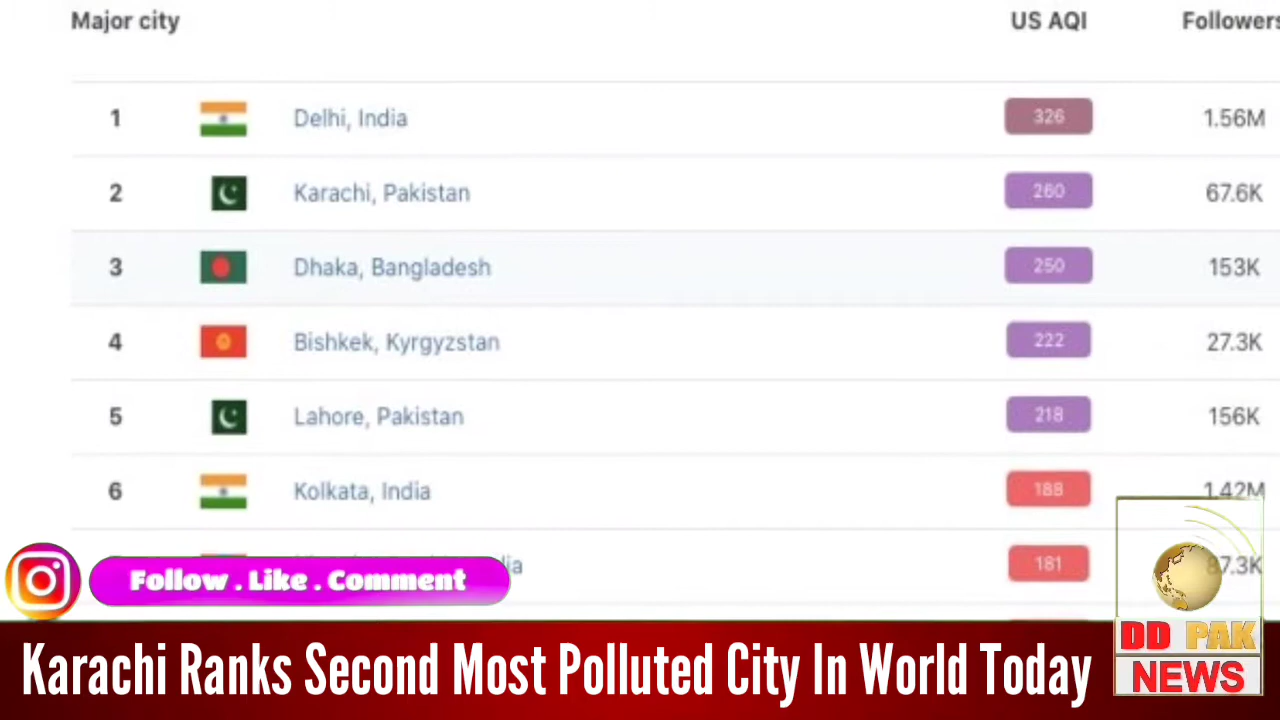 Major city US AQI Followers
1 Delhi, India 326 1.56M
2 Karachi, Pakistan 260 67.6K
3 Dhaka, Bangladesh 250 153K
4 Bishkek, Kyrgyzstan 222 27.3K
5 Lahore, Pakistan 218 156K
6 Kolkata, India 188 1.42M
181
Follow . Like . Comment
DD PAK
NEWS
Karachi Ranks Second Most Polluted City In World Today